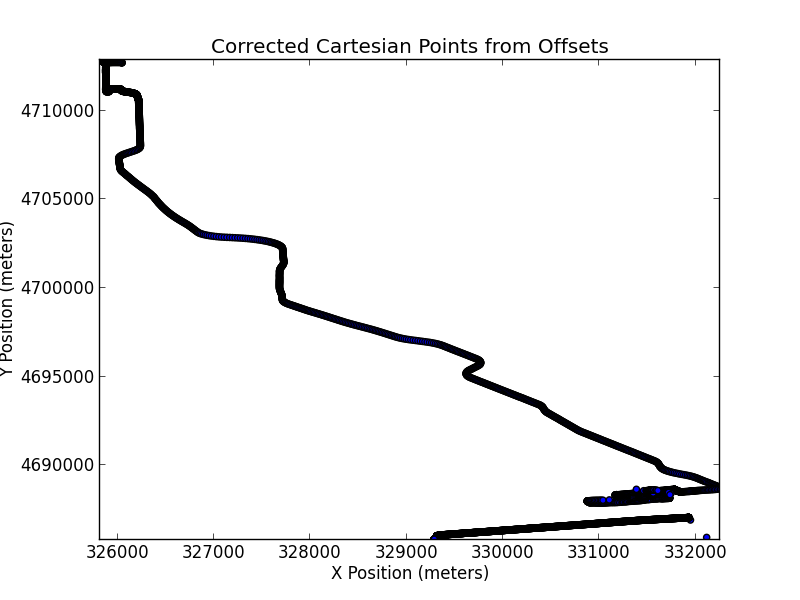 Corrected Cartesian Points from Offsets
4710000
4705000
4700000
4695000
4690000
Y Position (meters)
326000 327000 328000 329000 330000 331000 332000
X Position (meters)